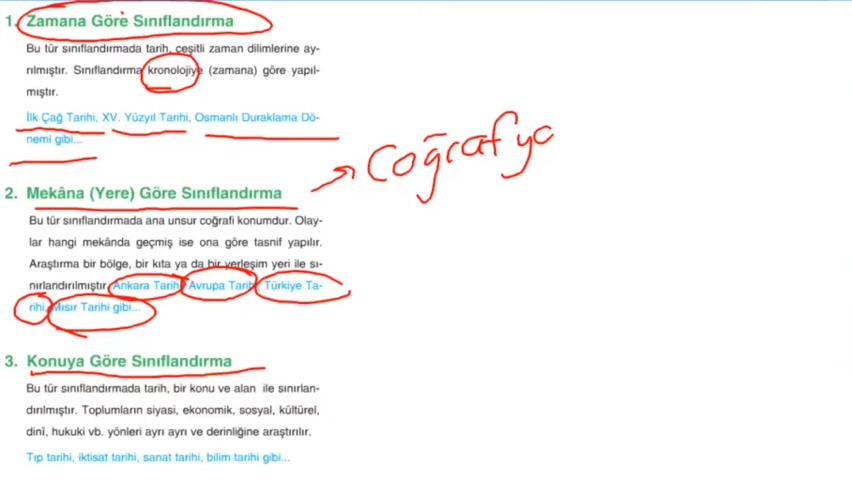 1. Zamana Göre Sınıflandırma
Bu tür sınıflandırmada tarih, çeşitli zaman dilimlerine ay-
rılmıştır. Sınıflandırma kronolojiye (zamana) göre yapıl-
mıştır.
İlk Çağ Tarihi, XV. Yüzyıl Tarihi, Osmanlı Duraklama Dö-
nemi gibi...
Coğrafya
2. Mekâna (Yere) Göre Sınıflandırma
Bu tür sınıflandırmada ana unsur coğrafi konumdur. Olay-
lar hangi mekânda geçmiş ise ona göre tasnif yapılır.
Araştırma bir bölge, bir kıta ya da bir yerleşim yeri ile sı-
nırlandırılmıştır. Ankara Tarihi, Avrupa Tarihi, Türkiye Ta-
rihi, Mısır Tarihi gibi...
3. Konuya Göre Sınıflandırma
Bu tür sınıflandırmada tarih, bir konu ve alan ile sınırlan-
dırılmıştır. Toplumların siyasi, ekonomik, sosyal, kültürel,
dinî, hukuki vb. yönleri ayrı ayrı ve derinliğine araştırılır.
Tıp tarihi, iktisat tarihi, sanat tarihi, bilim tarihi gibi...